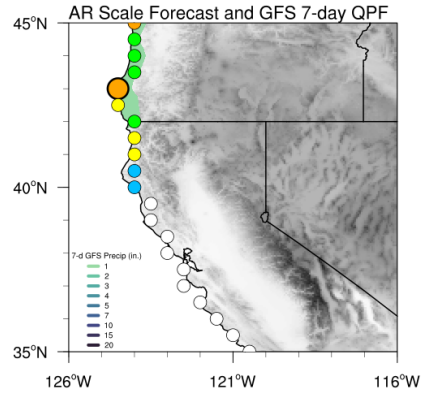 AR Scale Forecast and GFS 7-day QPF
45°N
40°N
7-d GFS Precip (in.)
1
2
3
4
5
7
10
15
20
35°N
126°W
121°W
116°W